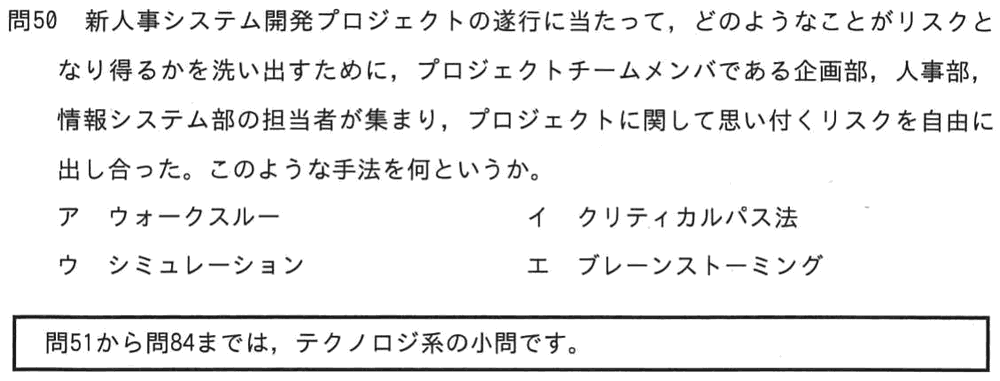 問50 新人事システム開発プロジェクトの遂行に当たって，どのようなことがリスクと
なり得るかを洗い出すために，プロジェクトチームメンバである企画部，人事部，
情報システム部の担当者が集まり，プロジェクトに関して思い付くリスクを自由に
出し合った。このような手法を何というか。
ア ウォークスルー イ クリティカルパス法
ウ シミュレーション エ ブレーンストーミング
問51から問84までは，テクノロジ系の小問です。